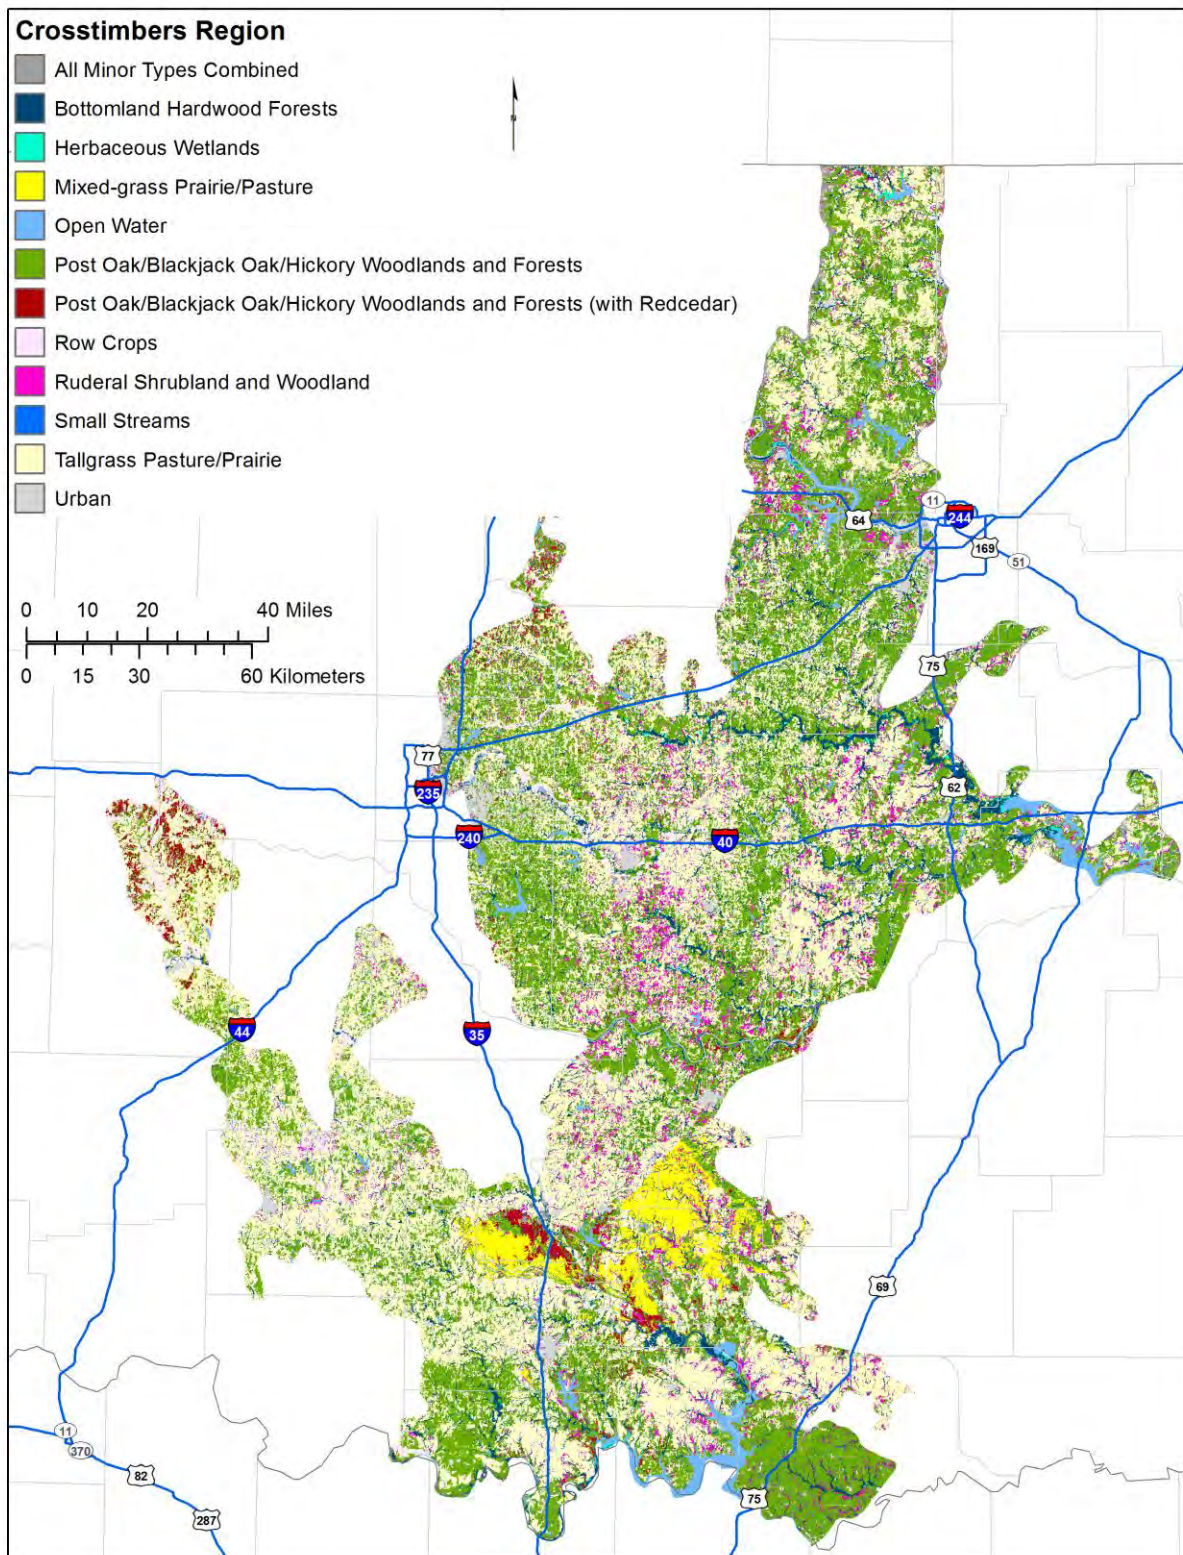 Crosstimbers Region
All Minor Types Combined
Bottomland Hardwood Forests
Herbaceous Wetlands
Mixed-grass Prairie/Pasture
Open Water
Post Oak/Blackjack Oak/Hickory Woodlands and Forests
Post Oak/Blackjack Oak/Hickory Woodlands and Forests (with Redcedar)
Row Crops
Ruderal Shrubland and Woodland
Small Streams
Tallgrass Pasture/Prairie
Urban
N
0 10 20 40 Miles
0 15 30 60 Kilometers
11
244
64
169
51
75
77
235
62
240
40
44
35
69
11
370
82
287
75